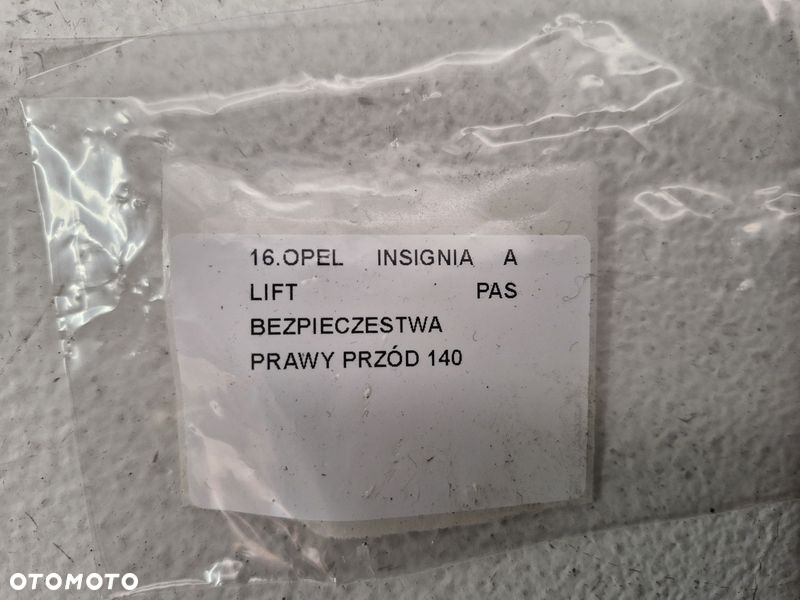 16.OPEL INSIGNIA A
LIFT PAS
BEZPIECZESTWA
PRAWY PRZÓD 140
OTOMOTO